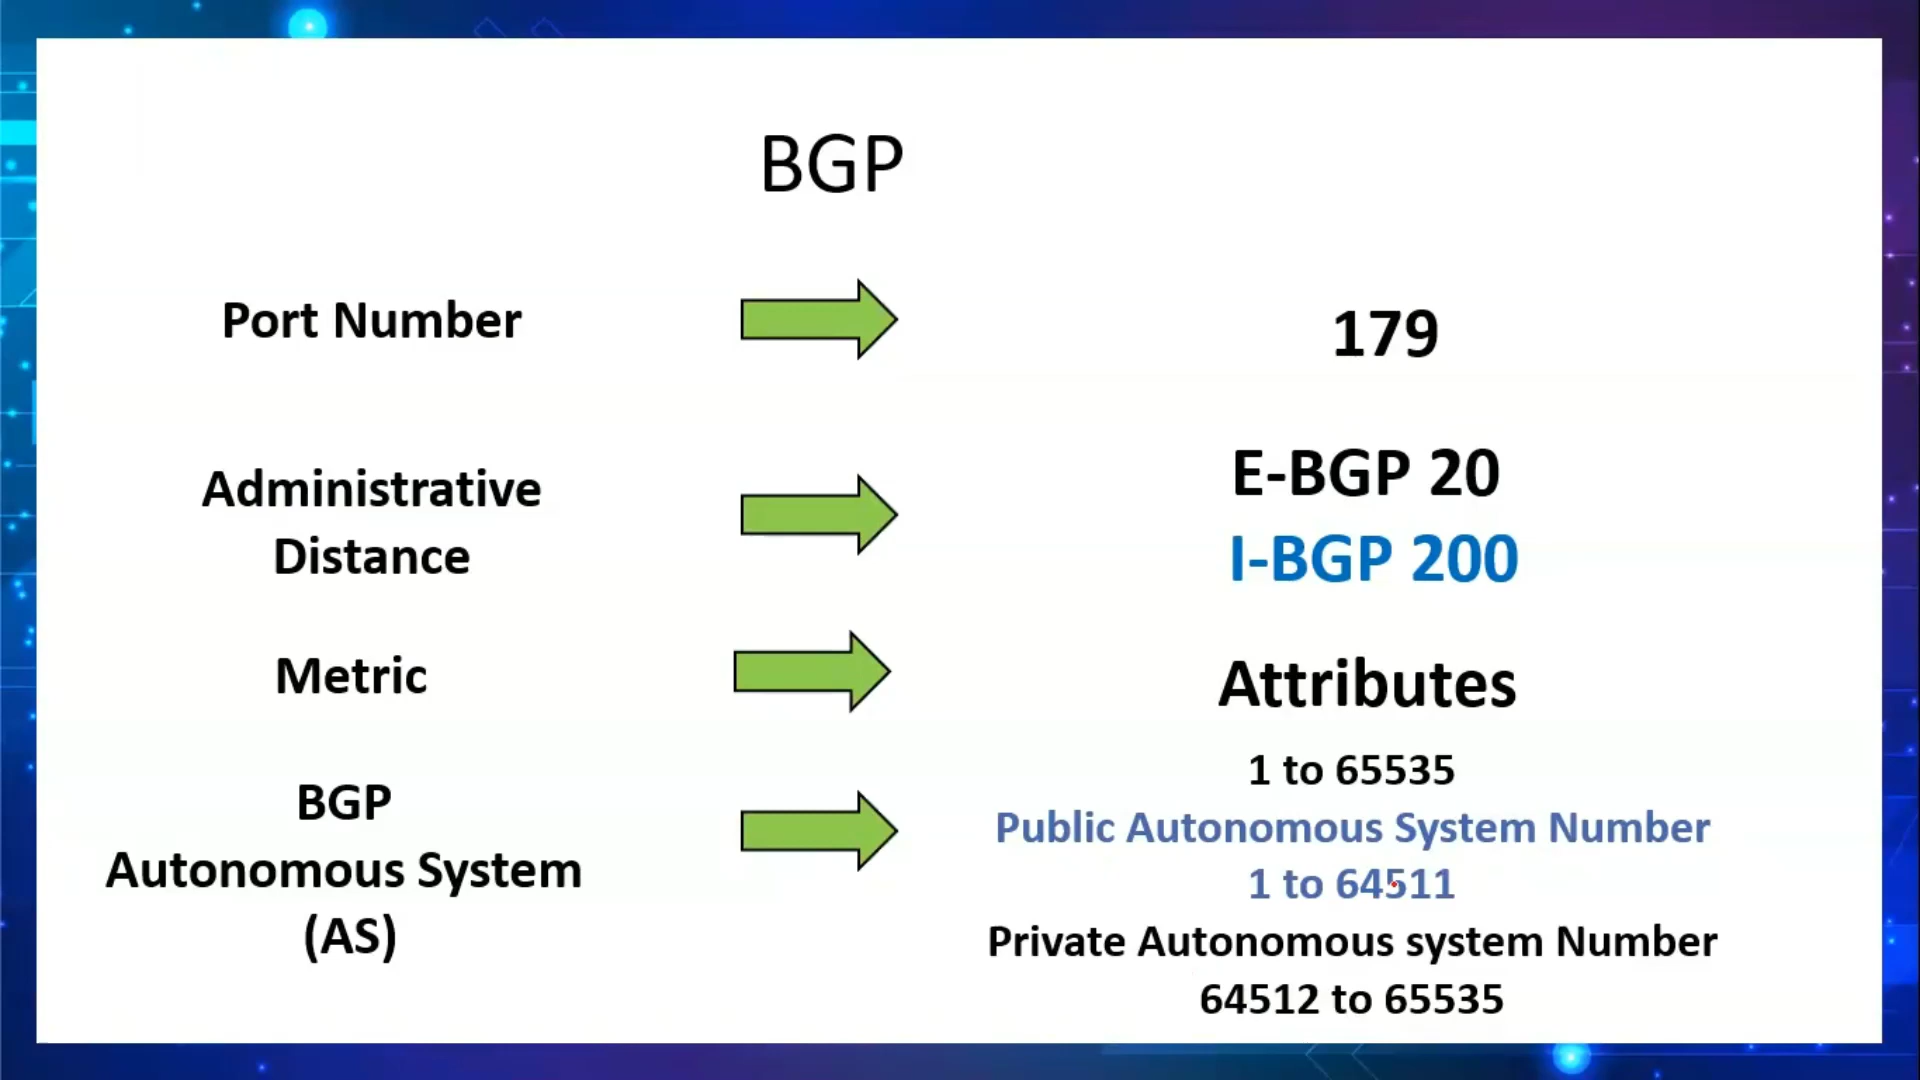 BGP
Port Number
179
Administrative
Distance
E-BGP 20
I-BGP 200
Metric
Attributes
BGP
Autonomous System
(AS)
1 to 65535
Public Autonomous System Number
1 to 64511
Private Autonomous system Number
64512 to 65535